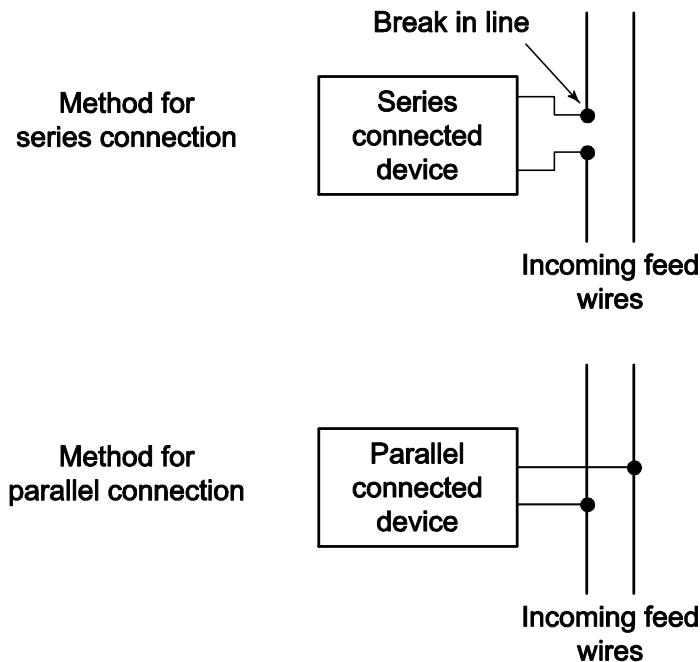 Break in line
Method for
series connection
Series
connected
device
Incoming feed
wires
Method for
parallel connection
Parallel
connected
device
Incoming feed
wires